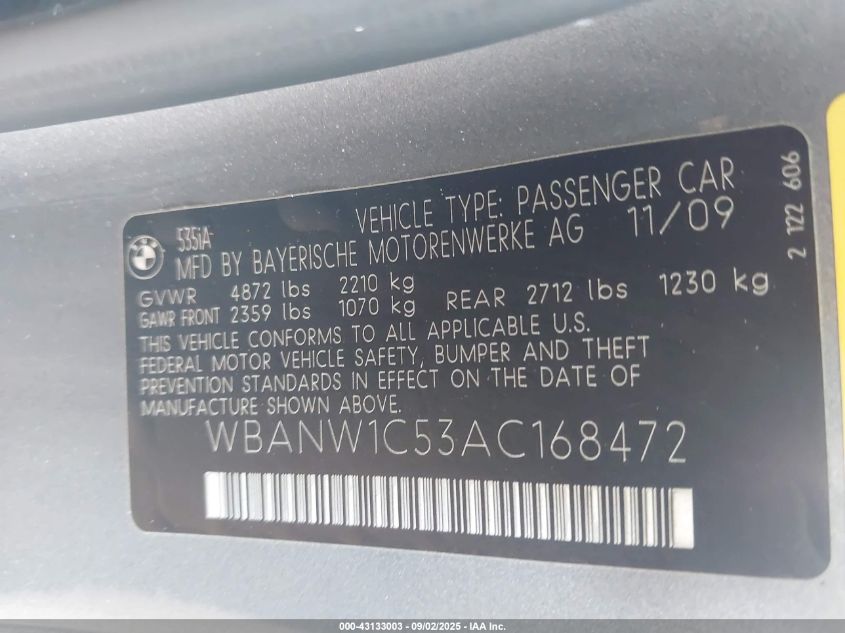 535iA VEHICLE TYPE: PASSENGER CAR
MFD BY BAYERISCHE MOTORENWERKE AG 11/09
GVWR 4872 lbs 2210 kg
GAWR FRONT 2359 lbs 1070 kg REAR 2712 lbs 1230 kg
THIS VEHICLE CONFORMS TO ALL APPLICABLE U.S.
FEDERAL MOTOR VEHICLE SAFETY, BUMPER AND THEFT
PREVENTION STANDARDS IN EFFECT ON THE DATE OF
MANUFACTURE SHOWN ABOVE.
WBANW1C53AC168472
2 122 606
000-43133003 - 09/02/2025 - IAA Inc.